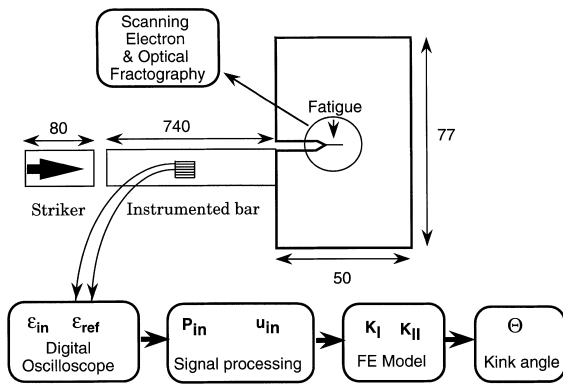 Scanning
Electron
& Optical
Fractography
Fatigue
80
740
77
Striker
Instrumented bar
50
εin εref
Digital
Oscilloscope
Pin uin
Signal processing
KI KII
FE Model
Θ
Kink angle